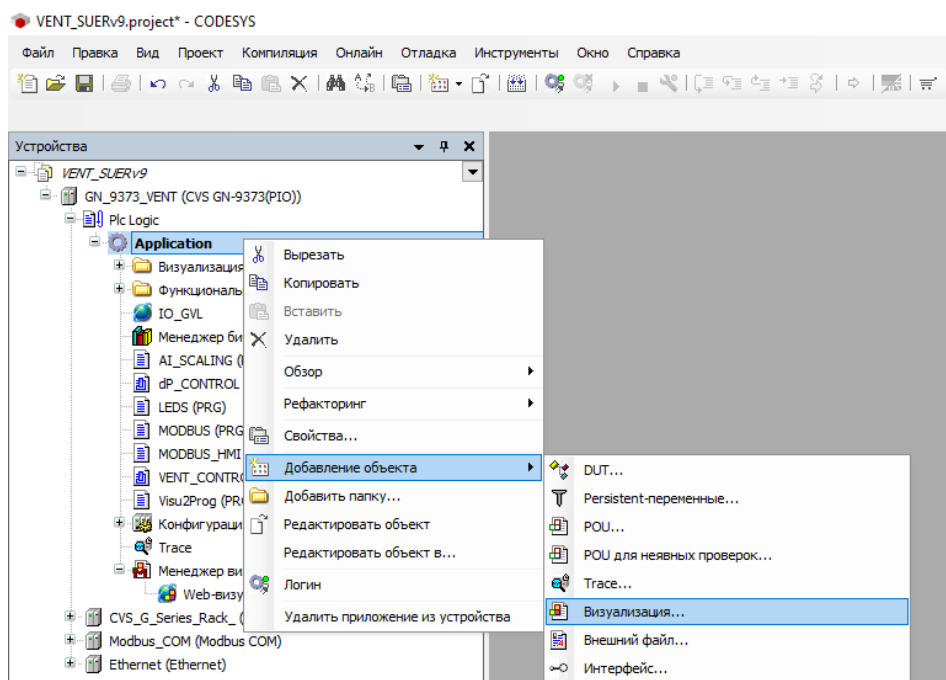 VENT_SUERv9.project* - CODESYS
Файл Правка Вид Проект Компиляция Онлайн Отладка Инструменты Окно Справка
Устройства
VENT_SUERv9
GN_9373_VENT (CVS GN-9373(PIO))
Plc Logic
Application
Визуализация
Функциональ
IO_GVL
Менеджер би
AI_SCALING (
dP_CONTROL
LEDS (PRG)
MODBUS (PRG
MODBUS_HMI
VENT_CONTRO
Visu2Prog (PR
Конфигураци
Trace
Менеджер ви
Web-визу
CVS_G_Series_Rack_ (
Modbus_COM (Modbus COM)
Ethernet (Ethernet)
Вырезать
Копировать
Вставить
Удалить
Обзор
Рефакторинг
Свойства...
Добавление объекта
Добавить папку...
Редактировать объект
Редактировать объект в...
Логин
Удалить приложение из устройства
DUT...
Persistent-переменные...
POU...
POU для неявных проверок...
Trace...
Визуализация...
Внешний файл...
Интерфейс...